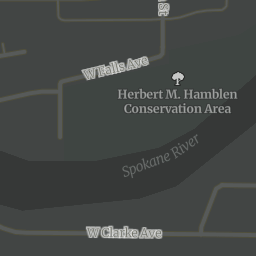 W Falls Ave
Herbert M. Hamblen
Conservation Area
Spokane River
W Clarke Ave